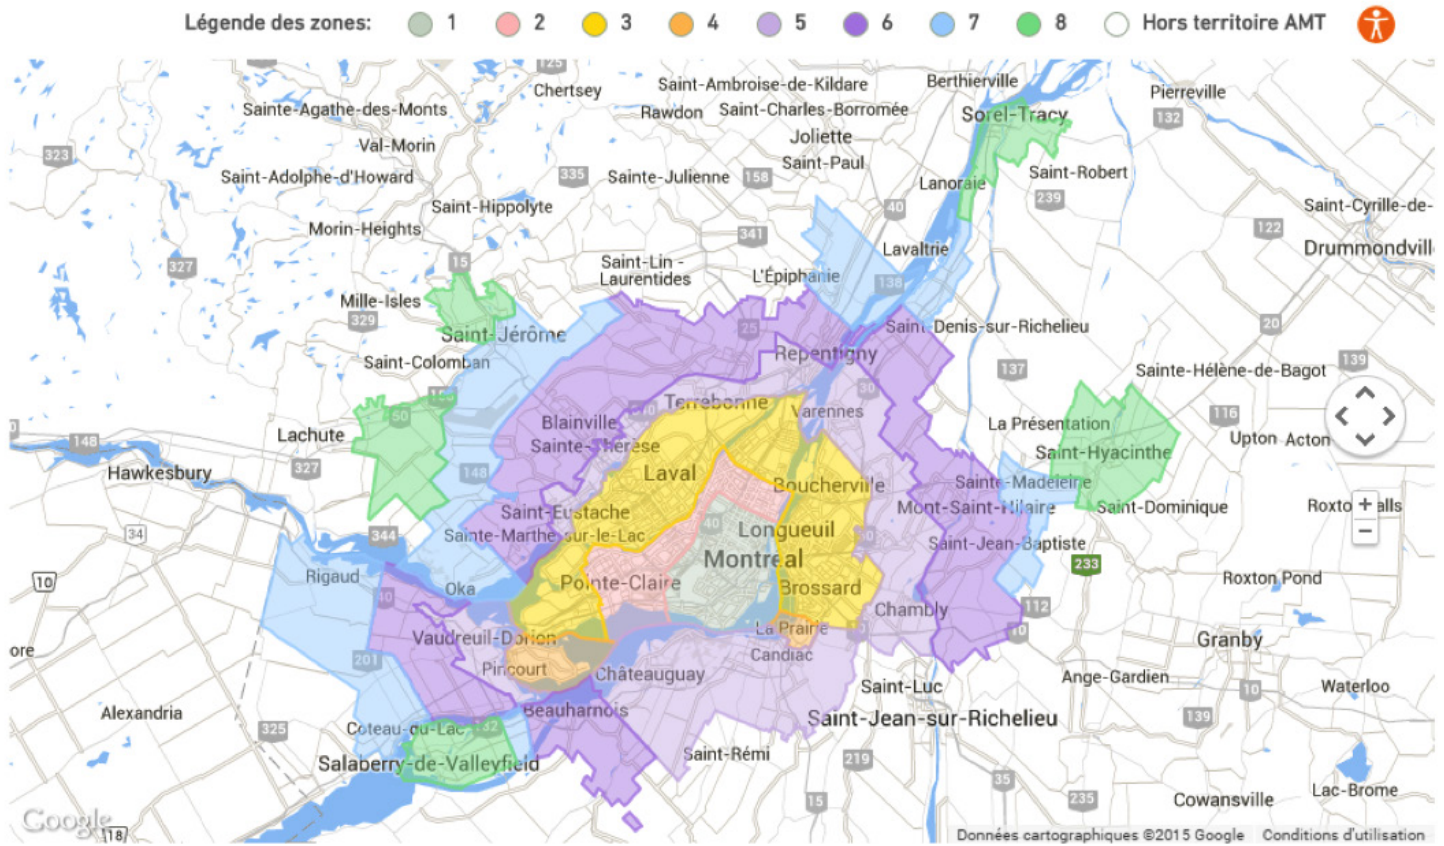 Légende des zones: 1 2 3 4 5 6 7 8 Hors territoire AMT
125
Berthierville
Chertsey
Saint-Ambroise-de-Kildare
Pierreville
Sainte-Agathe-des-Monts
Rawdon
Saint-Charles-Borromée
Sorel-Tracy
132
Joliette
Val-Morin
323
Saint-Paul
Saint-Adolphe-d'Howard
335
Sainte-Julienne
158
Lanoraie
Saint-Robert
239
Saint-Hippolyte
40
Saint-Cyrille-de-
Morin-Heights
341
122
Lavaltrie
Drummondvill
15
327
Saint-Lin -
Laurentides
L'Épiphanie
138
Mille-Isles
329
Saint-Jérôme
25
Saint-Denis-sur-Richelieu
20
Repentigny
Saint-Colomban
137
139
Sainte-Hélène-de-Bagot
30
50
Terrebonne
Varennes
116
Blainville
La Présentation
Lachute
148
Sainte-Therèse
Upton
Acton
Saint-Hyacinthe
327
Hawkesbury
148
Laval
Boucherville
Sainte-Madeleine
Saint-Eustache
Mont-Saint-Hilaire
Saint-Dominique
40
Longueuil
34
344
Sainte-Marthe-sur-le-Lac
Saint-Jean-Baptiste
Montreal
233
Rigaud
Oka
Pointe-Claire
Brossard
Roxton Pond
10
40
Chambly
112
La Prairie
Vaudreuil-Dorion
10
Granby
ore
201
Pincourt
Châteauguay
Candiac
Ange-Gardien
Saint-Luc
10
Waterloo
Alexandria
Beauharnois
Saint-Jean-sur-Richelieu
139
325
Coteau-du-Lac
Saint-Rémi
219
Salaberry-de-Valleyfield
35
15
235
Cowansville
Lac-Brome
Google
18
Données cartographiques ©2015 Google Conditions d'utilisation